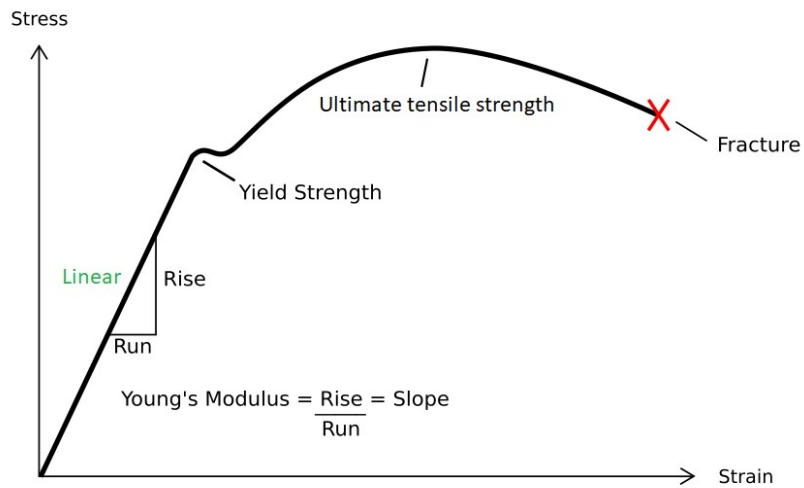 Stress
Ultimate tensile strength
Fracture
Yield Strength
Linear
Rise
Run
Young's Modulus = Rise = Slope
Run
Strain